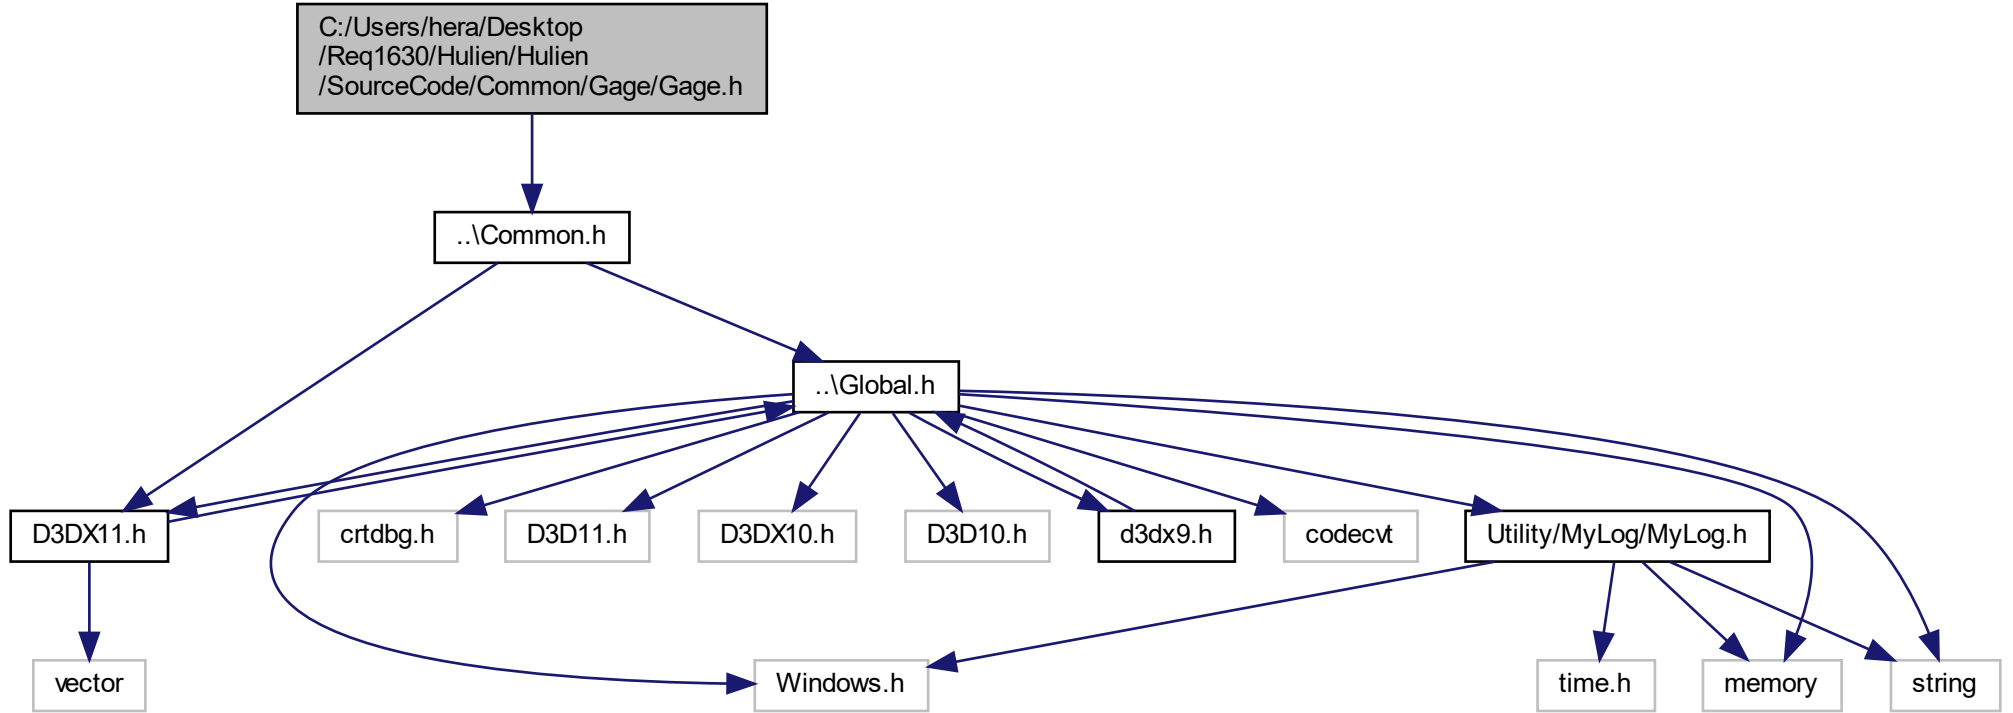 C:/Users/hera/Desktop
/Req1630/Hulien/Hulien
/SourceCode/Common/Gage/Gage.h
..\Common.h
..\Global.h
D3DX11.h
crtdbg.h
D3D11.h
D3DX10.h
D3D10.h
d3dx9.h
codecvt
Utility/MyLog/MyLog.h
vector
Windows.h
time.h
memory
string